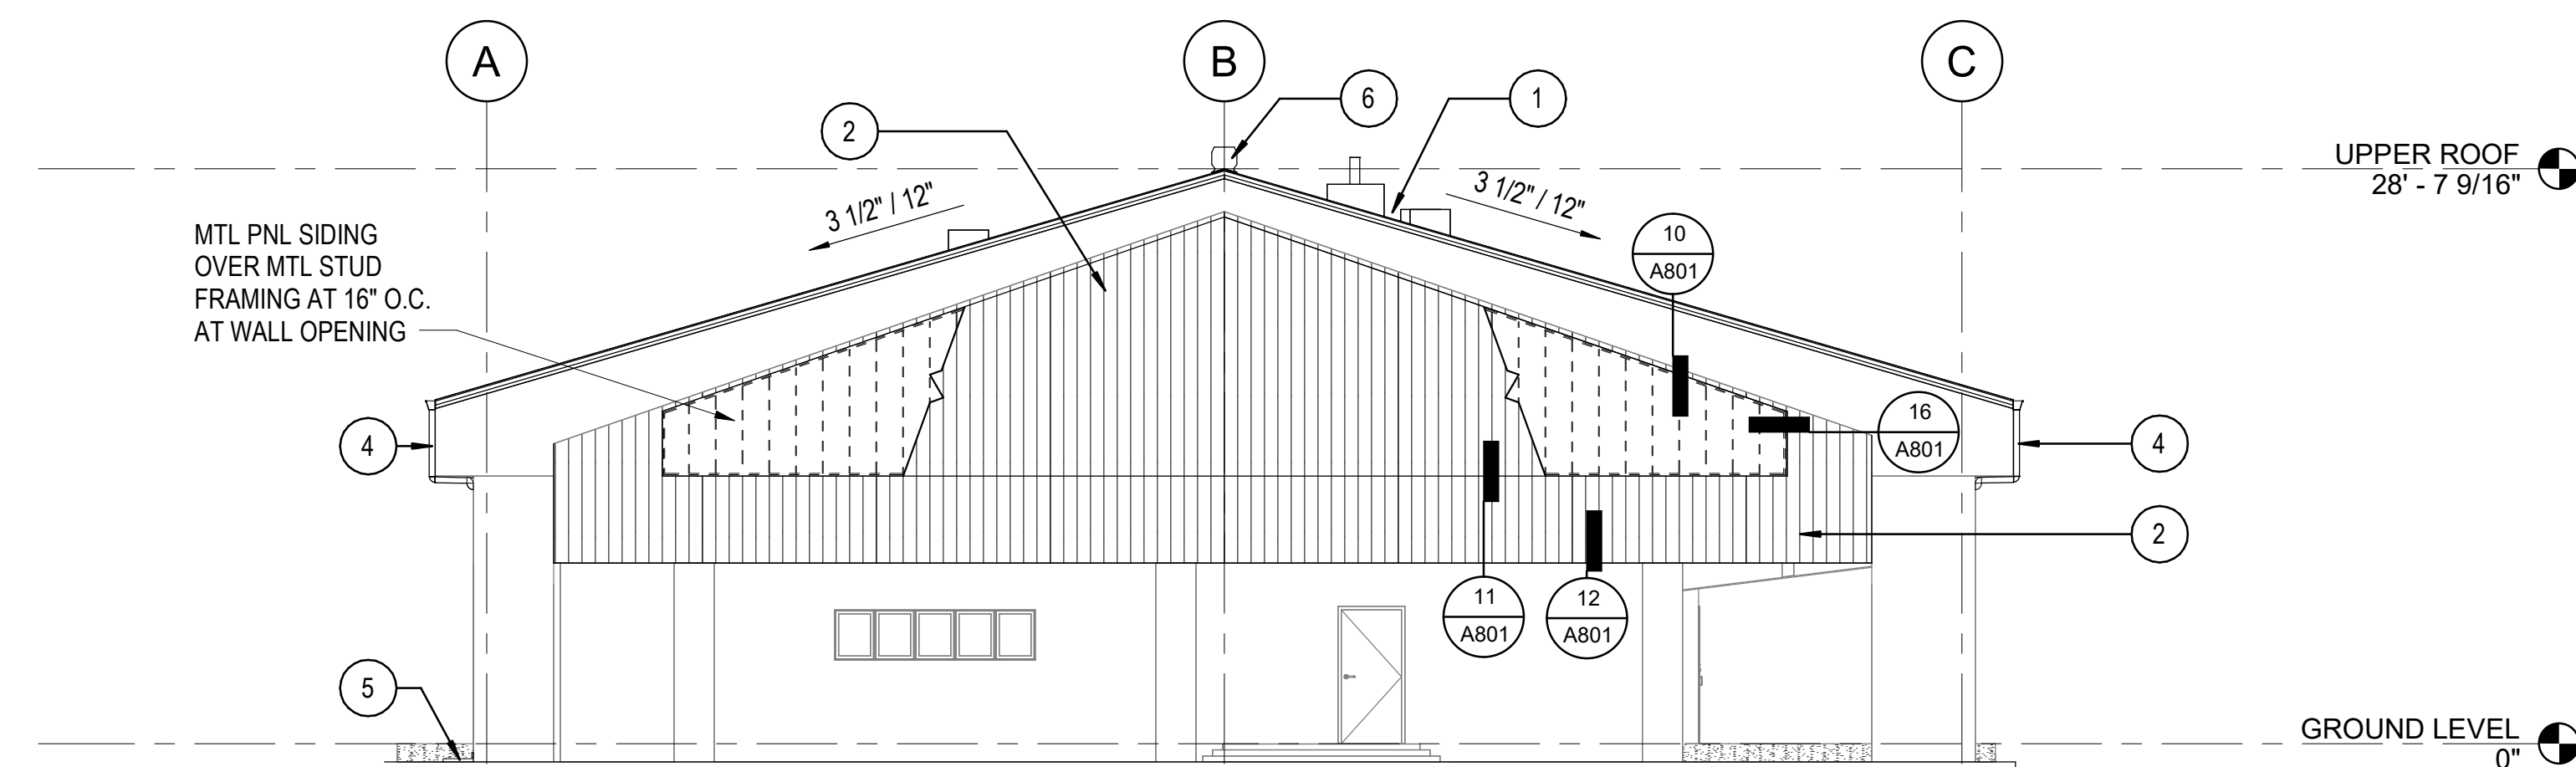 A
B
C
6
1
2
UPPER ROOF
28' - 7 9/16"
3 1/2" / 12"
3 1/2" / 12"
MTL PNL SIDING
OVER MTL STUD
FRAMING AT 16" O.C.
AT WALL OPENING
10
A801
16
A801
4
4
2
11
A801
12
A801
5
GROUND LEVEL
0"